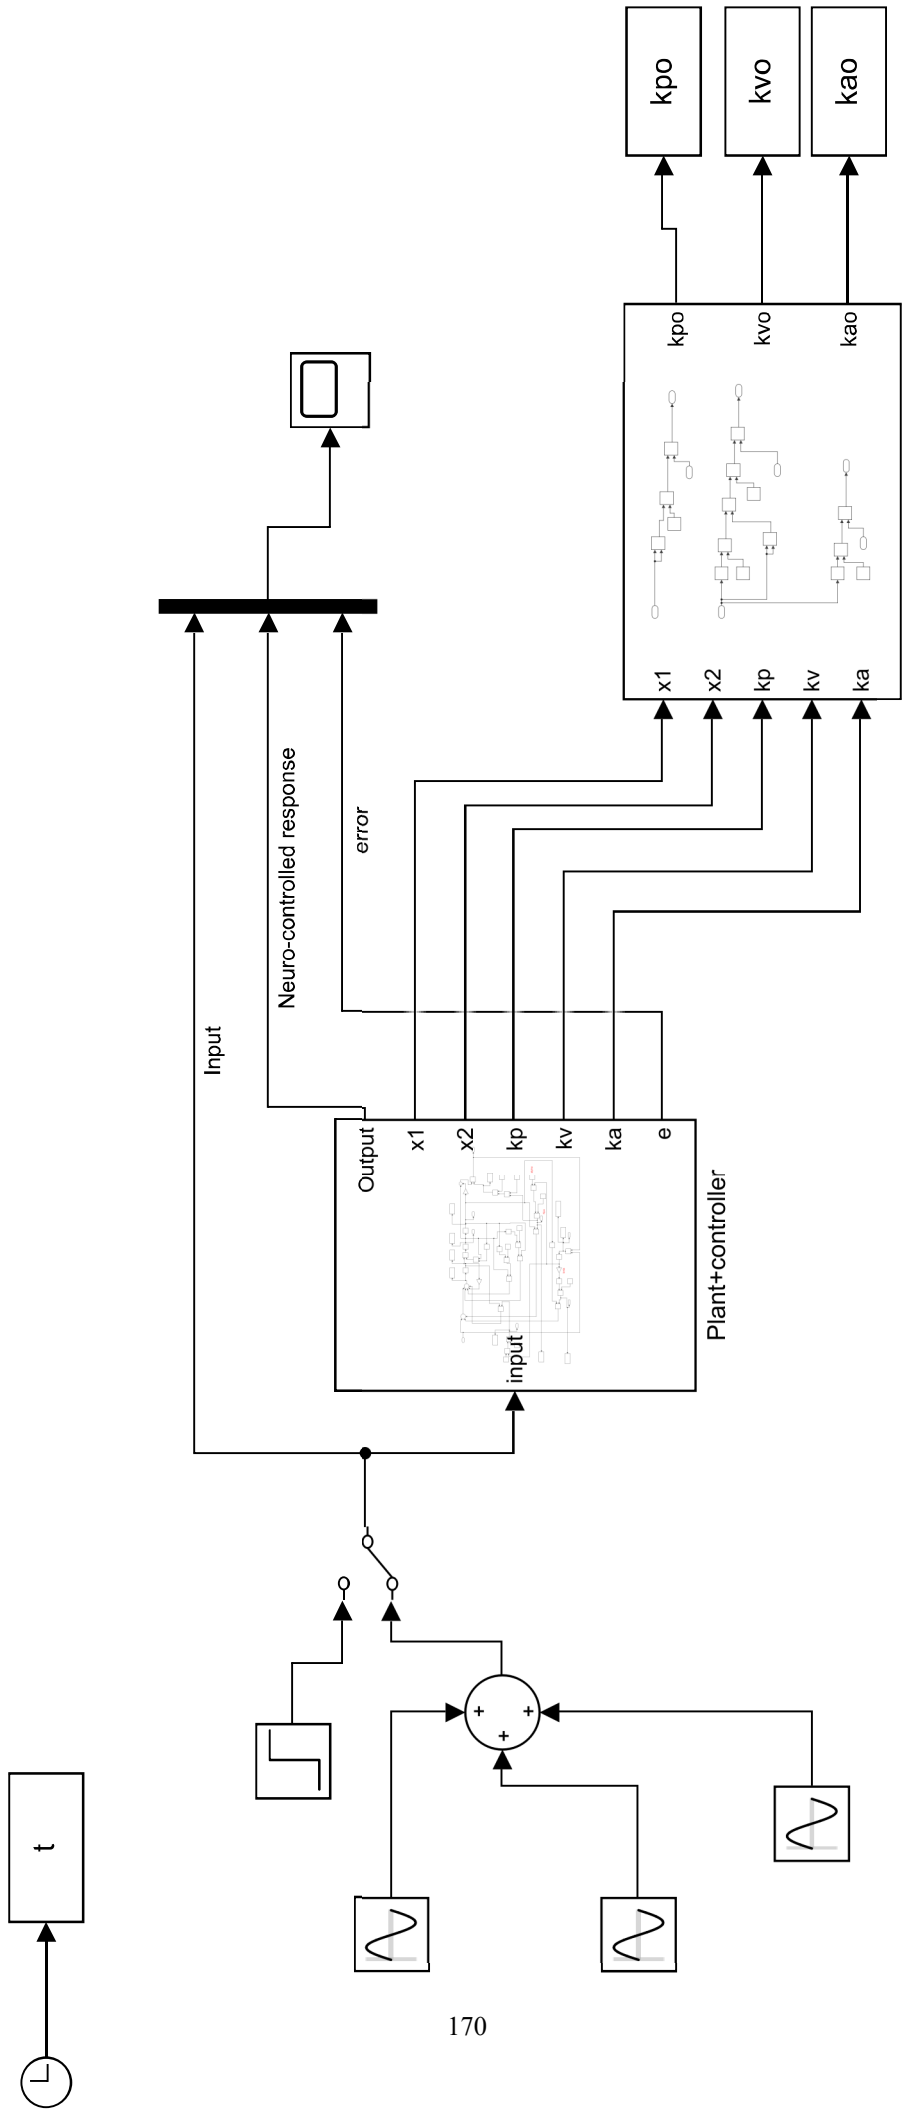 t
+
+
+
input
Output
x1
x2
kp
kv
ka
e
Plant+controller
Input
Neuro-controlled response
error
x1
x2
kp
kv
ka
kpo
kvo
kao
kpo
kvo
kao
170